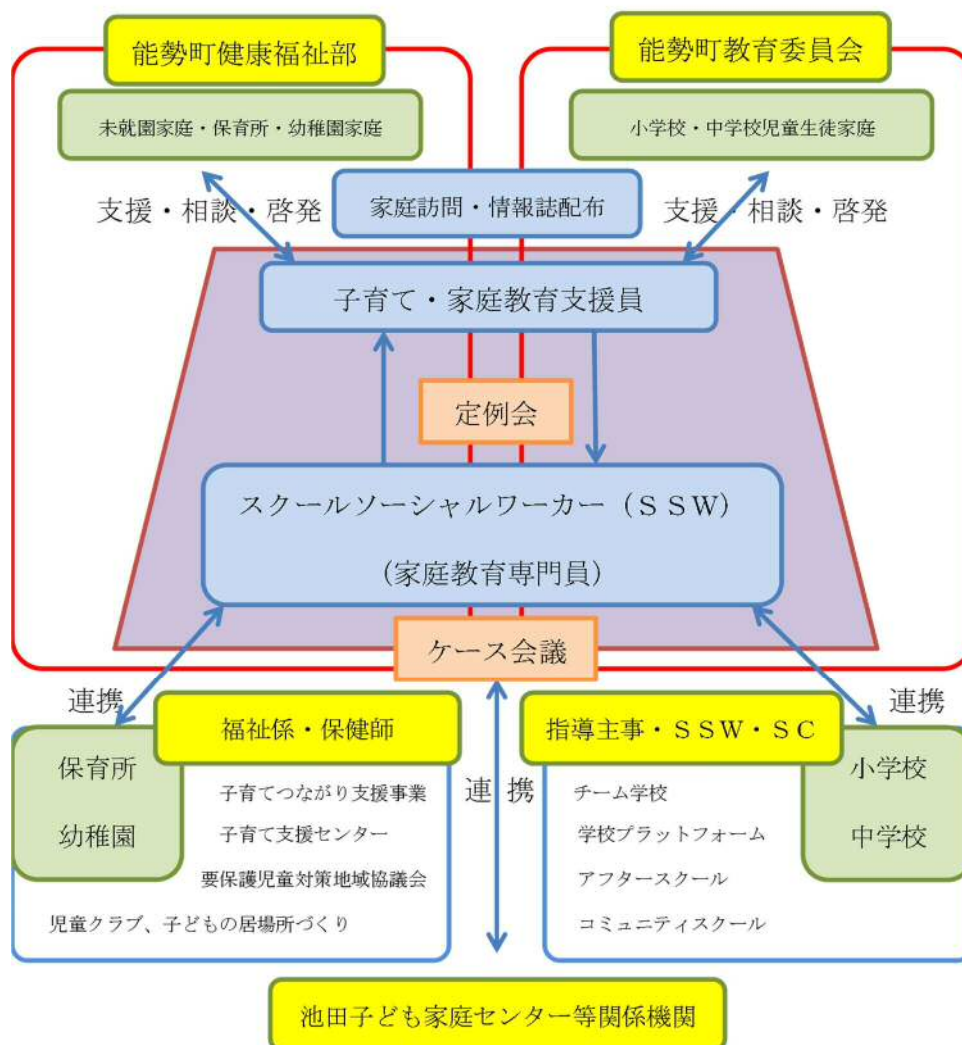 能勢町健康福祉部
能勢町教育委員会
未就園家庭・保育所・幼稚園家庭
小学校・中学校児童生徒家庭
支援・相談・啓発
家庭訪問・情報誌配布
支援・相談・啓発
子育て・家庭教育支援員
定例会
スクールソーシャルワーカー（ＳＳＷ）
（家庭教育専門員）
ケース会議
連携
連携
福祉係・保健師
指導主事・ＳＳＷ・ＳＣ
保育所
幼稚園
子育てつながり支援事業
子育て支援センター
要保護児童対策地域協議会
児童クラブ、子どもの居場所づくり
連携
チーム学校
学校プラットフォーム
アフタースクール
コミュニティスクール
小学校
中学校
池田子ども家庭センター等関係機関